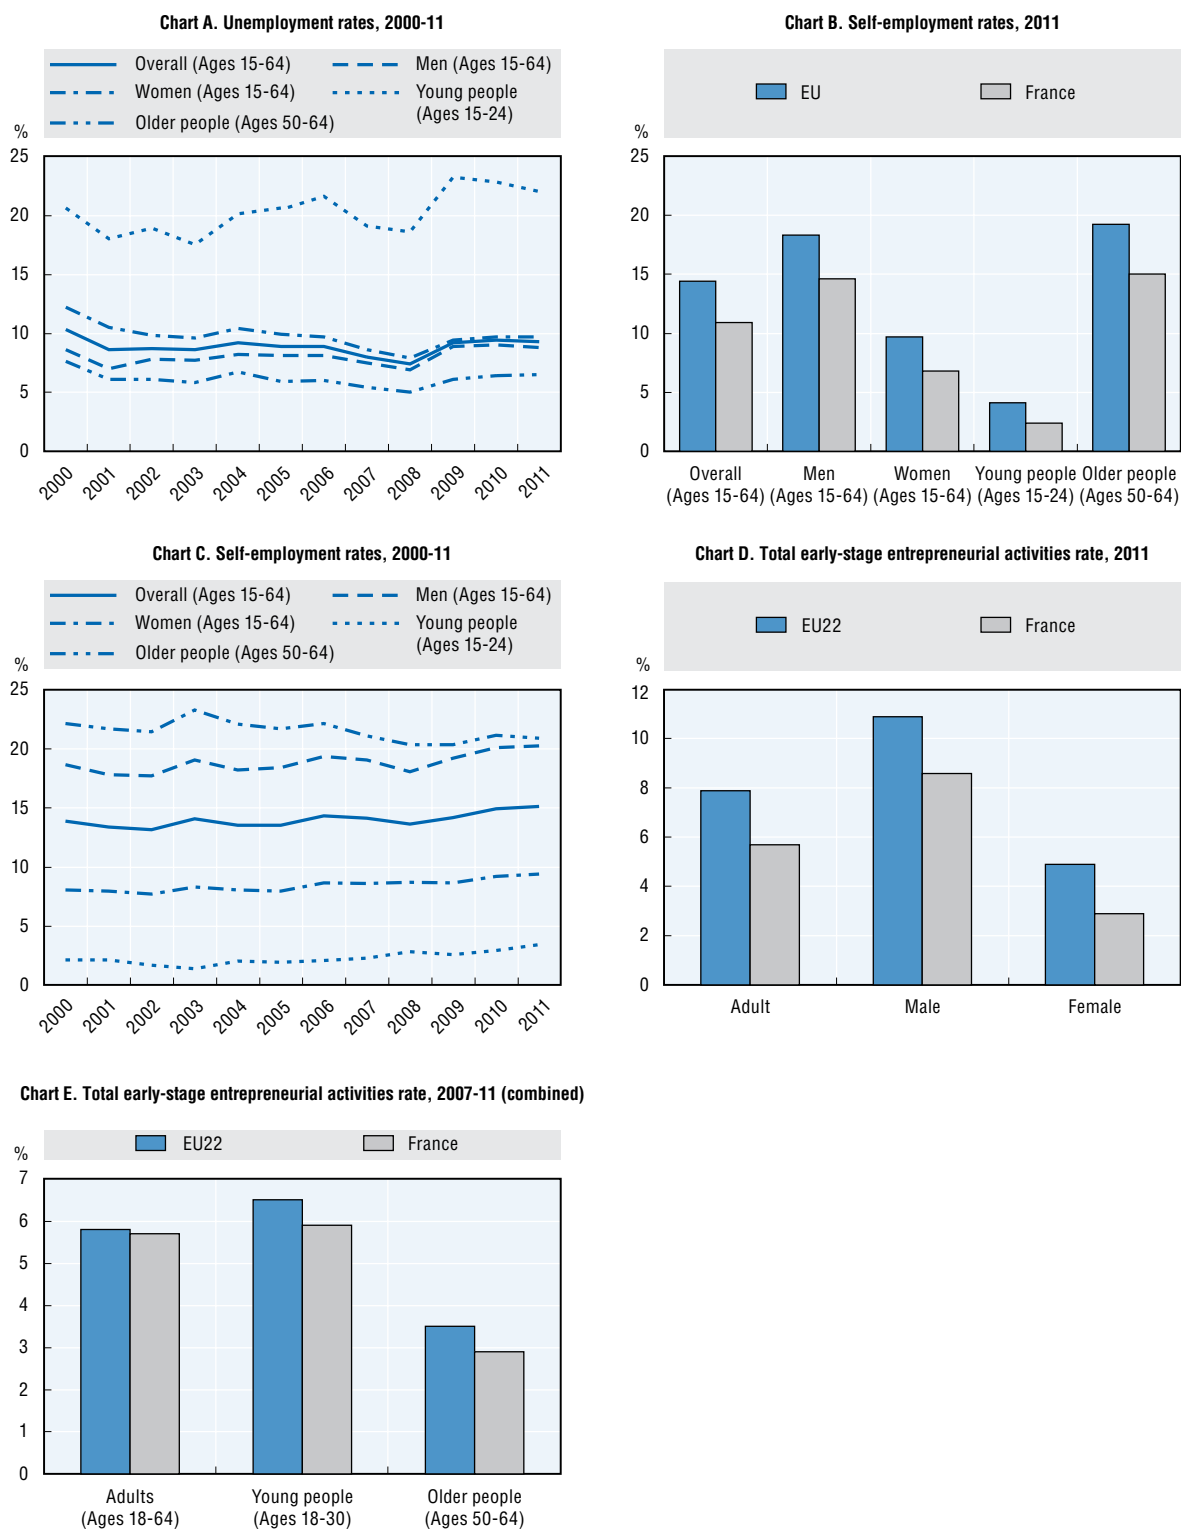 Chart A. Unemployment rates, 2000-11
Overall (Ages 15-64)
Men (Ages 15-64)
Women (Ages 15-64)
Young people
(Ages 15-24)
Older people (Ages 50-64)
%
25
20
15
10
5
0
2000
2001
2002
2003
2004
2005
2006
2007
2008
2009
2010
2011
Chart B. Self-employment rates, 2011
EU
France
%
25
20
15
10
5
0
Overall
(Ages 15-64)
Men
(Ages 15-64)
Women
(Ages 15-64)
Young people
(Ages 15-24)
Older people
(Ages 50-64)
Chart C. Self-employment rates, 2000-11
Overall (Ages 15-64)
Men (Ages 15-64)
Women (Ages 15-64)
Young people
(Ages 15-24)
Older people (Ages 50-64)
%
25
20
15
10
5
0
2000
2001
2002
2003
2004
2005
2006
2007
2008
2009
2010
2011
Chart D. Total early-stage entrepreneurial activities rate, 2011
EU22
France
%
12
10
8
6
4
2
0
Adult
Male
Female
Chart E. Total early-stage entrepreneurial activities rate, 2007-11 (combined)
EU22
France
%
7
6
5
4
3
2
1
0
Adults
(Ages 18-64)
Young people
(Ages 18-30)
Older people
(Ages 50-64)